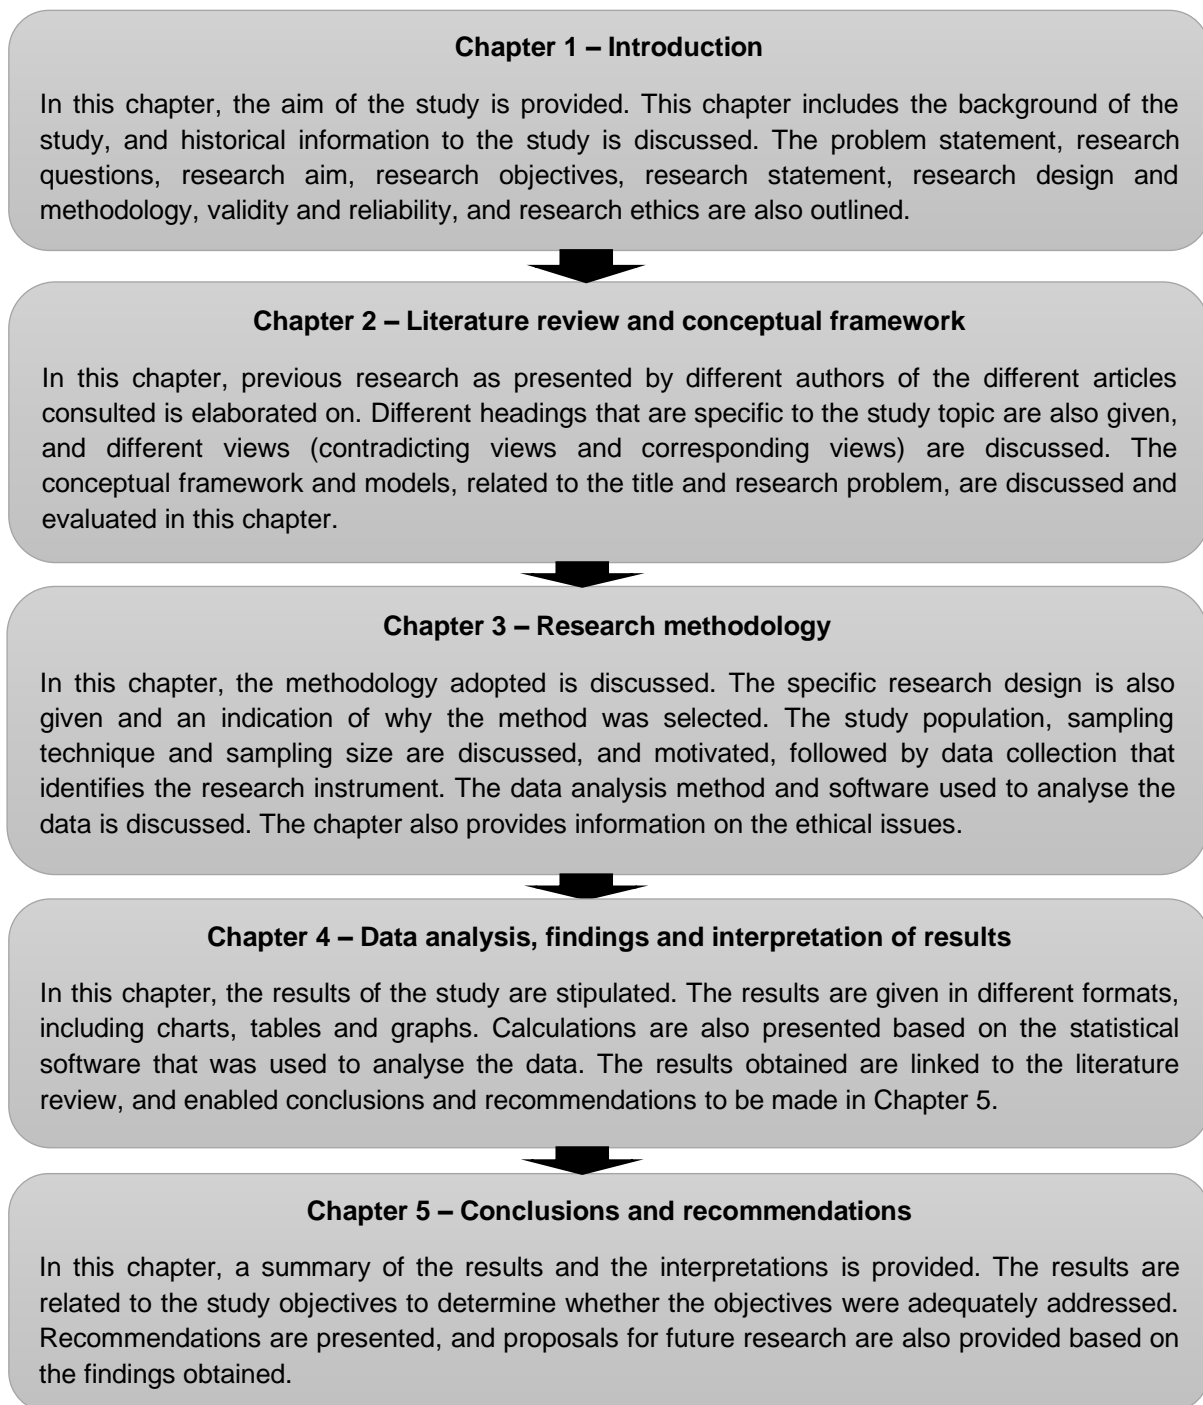 Chapter 1 – Introduction
In this chapter, the aim of the study is provided. This chapter includes the background of the
study, and historical information to the study is discussed. The problem statement, research
questions, research aim, research objectives, research statement, research design and
methodology, validity and reliability, and research ethics are also outlined.
Chapter 2 – Literature review and conceptual framework
In this chapter, previous research as presented by different authors of the different articles
consulted is elaborated on. Different headings that are specific to the study topic are also given,
and different views (contradicting views and corresponding views) are discussed. The
conceptual framework and models, related to the title and research problem, are discussed and
evaluated in this chapter.
Chapter 3 – Research methodology
In this chapter, the methodology adopted is discussed. The specific research design is also
given and an indication of why the method was selected. The study population, sampling
technique and sampling size are discussed, and motivated, followed by data collection that
identifies the research instrument. The data analysis method and software used to analyse the
data is discussed. The chapter also provides information on the ethical issues.
Chapter 4 – Data analysis, findings and interpretation of results
In this chapter, the results of the study are stipulated. The results are given in different formats,
including charts, tables and graphs. Calculations are also presented based on the statistical
software that was used to analyse the data. The results obtained are linked to the literature
review, and enabled conclusions and recommendations to be made in Chapter 5.
Chapter 5 – Conclusions and recommendations
In this chapter, a summary of the results and the interpretations is provided. The results are
related to the study objectives to determine whether the objectives were adequately addressed.
Recommendations are presented, and proposals for future research are also provided based on
the findings obtained.